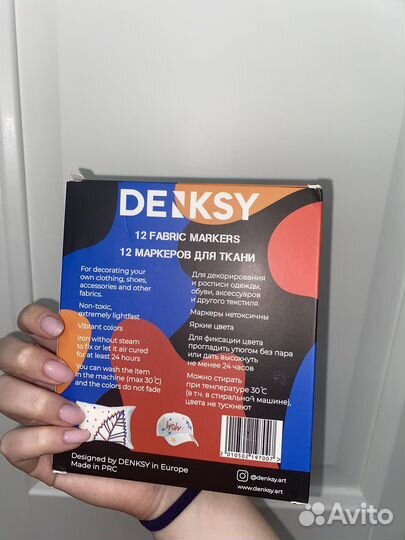 DENKSY
12 FABRIC MARKERS
12 МАРКЕРОВ ДЛЯ ТКАНИ
For decorating your
own clothing, shoes,
accessories and other
fabrics.
Non-toxic,
extremely lightfast
Vibrant colors
Iron without steam
to fix or let it air cured
for at least 24 hours
You can wash the item
in the machine (max 30°C)
and the colors do not fade
Для декорирования
и росписи одежды,
обуви, аксессуаров
и другого текстиля.
Маркеры нетоксичны
Яркие цвета
Для фиксации цвета
прогладить утюгом без пара
или дать высохнуть
не менее 24 часов
Можно стирать
при температуре 30°C
(в т.ч. в стиральной машине),
цвета не тускнеют
2 010502 197007 >
Designed by DENKSY in Europe
Made in PRC
@denksy.art
www.denksy.art
Avito